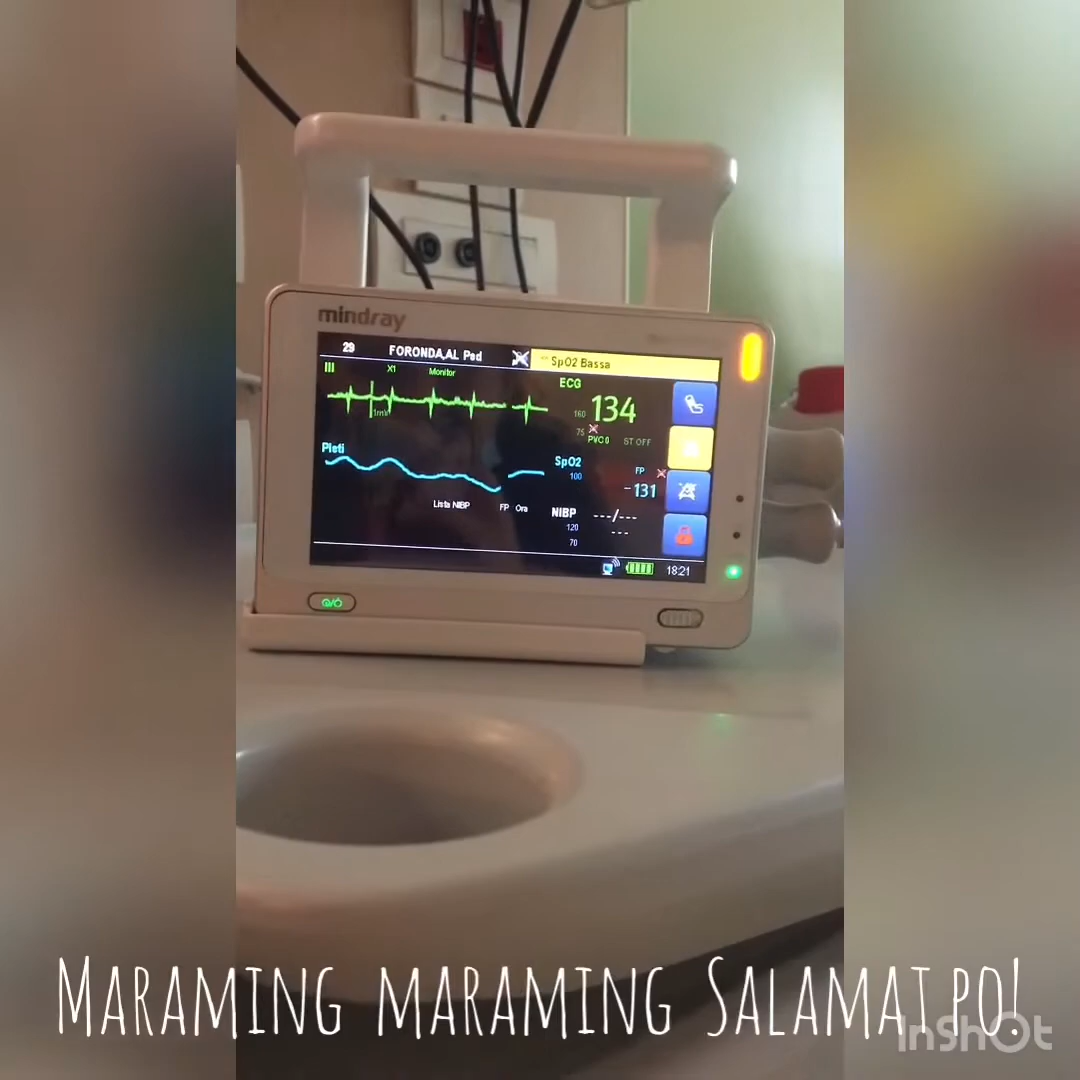 mindray
29 FORONDA,AL Ped SpO2 Bassa
III X1 Monitor ECG
160 134
75
1mV PVC 0 ST OFF
Pleti SpO2 FP
100 131
Lista NIBP FP Ora NIBP ---/---
120 ---
70
18:21
MARAMING MARAMING SALAMAT PO!
InShOt